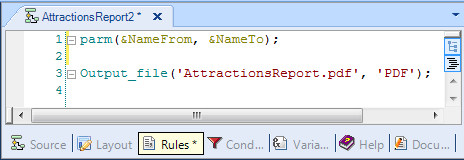 AttractionsReport2 *
1 parm(&NameFrom, &NameTo);
2
3 Output_file('AttractionsReport.pdf', 'PDF');
4
Source Layout Rules * Cond... Varia... Help Docu...